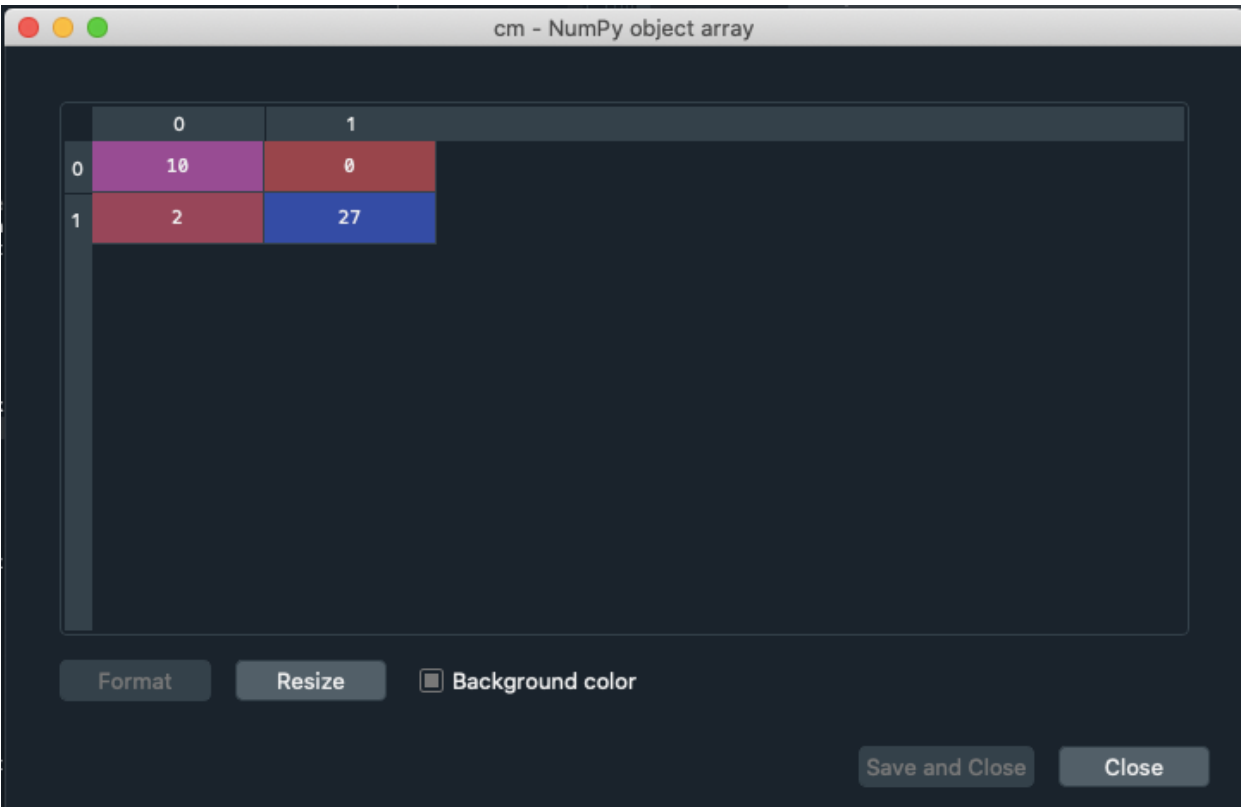 cm - NumPy object array
0 1
0 10 0
1 2 27
Format Resize Background color
Save and Close Close